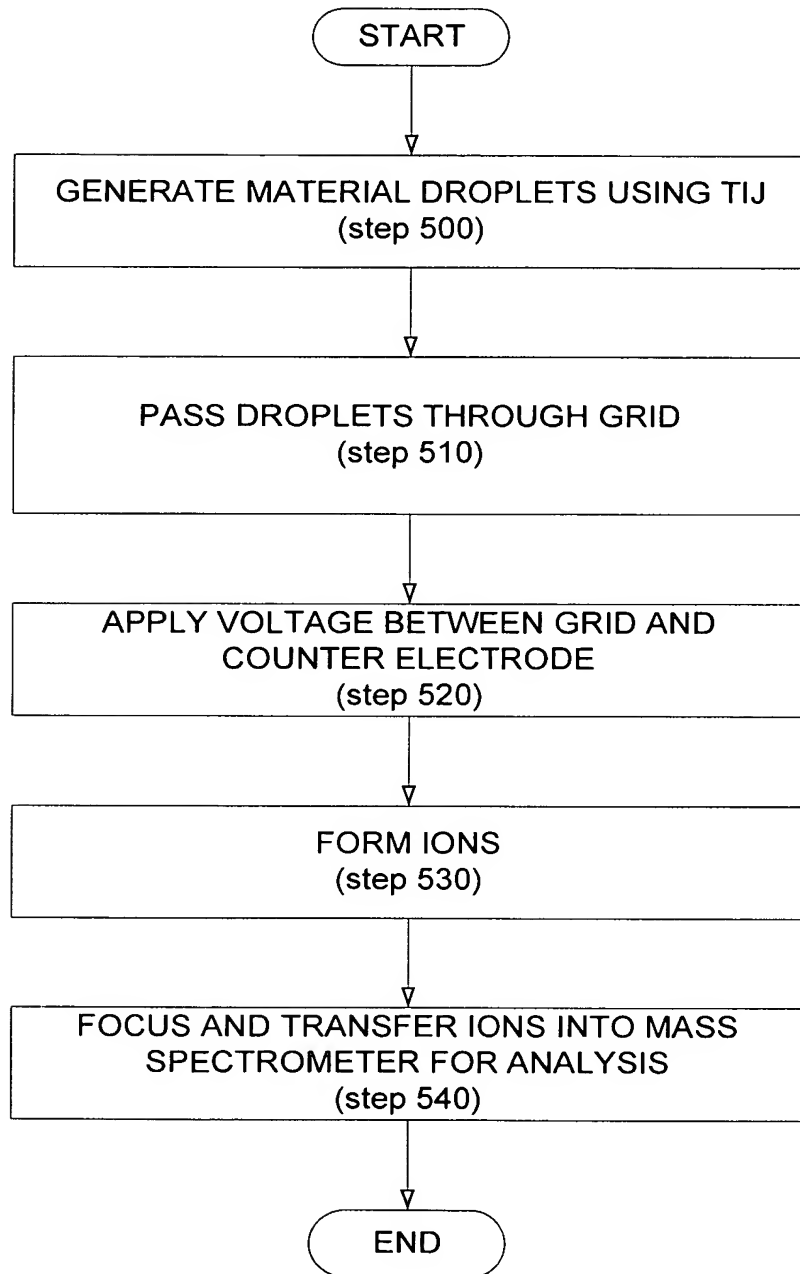 START
GENERATE MATERIAL DROPLETS USING TIJ
(step 500)
PASS DROPLETS THROUGH GRID
(step 510)
APPLY VOLTAGE BETWEEN GRID AND
COUNTER ELECTRODE
(step 520)
FORM IONS
(step 530)
FOCUS AND TRANSFER IONS INTO MASS
SPECTROMETER FOR ANALYSIS
(step 540)
END